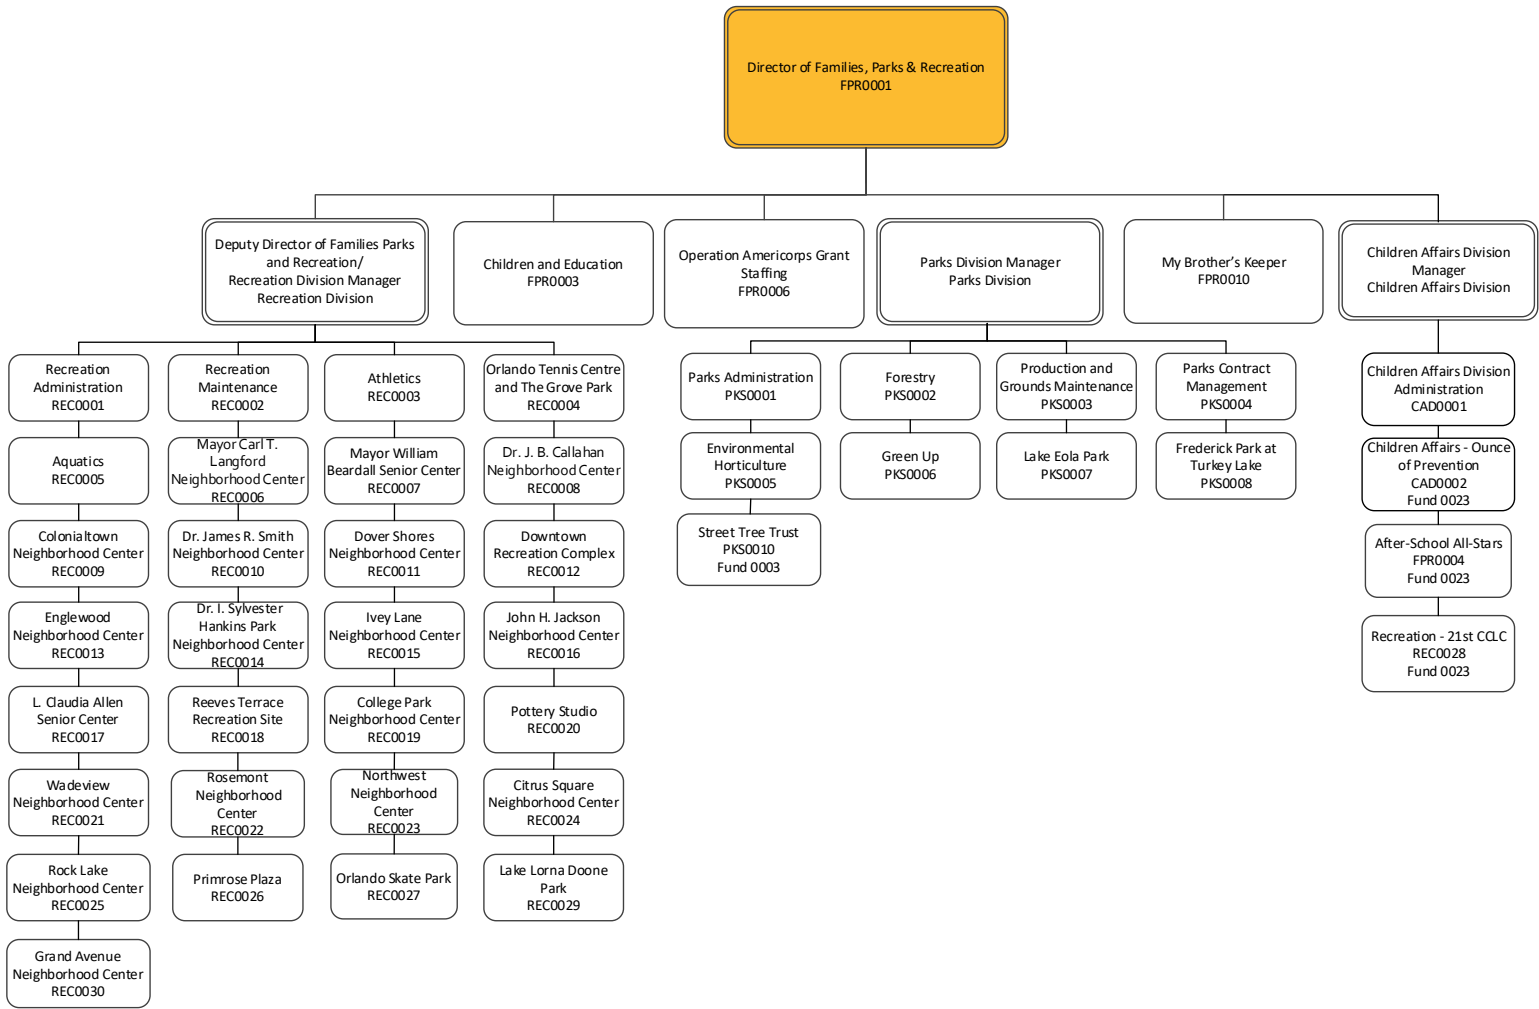 Director of Families, Parks & Recreation
FPR0001
Deputy Director of Families Parks
and Recreation/
Recreation Division Manager
Recreation Division
Children and Education
FPR0003
Operation Americorps Grant
Staffing
FPR0006
Parks Division Manager
Parks Division
My Brother's Keeper
FPR0010
Children Affairs Division
Manager
Children Affairs Division
Recreation
Administration
REC0001
Recreation
Maintenance
REC0002
Athletics
REC0003
Orlando Tennis Centre
and The Grove Park
REC0004
Parks Administration
PKS0001
Forestry
PKS0002
Production and
Grounds Maintenance
PKS0003
Parks Contract
Management
PKS0004
Children Affairs Division
Administration
CAD0001
Aquatics
REC0005
Mayor Carl T.
Langford
Neighborhood Center
REC0006
Mayor William
Beardall Senior Center
REC0007
Dr. J. B. Callahan
Neighborhood Center
REC0008
Environmental
Horticulture
PKS0005
Green Up
PKS0006
Lake Eola Park
PKS0007
Frederick Park at
Turkey Lake
PKS0008
Children Affairs - Ounce
of Prevention
CAD0002
Fund 0023
Colonialtown
Neighborhood Center
REC0009
Dr. James R. Smith
Neighborhood Center
REC0010
Dover Shores
Neighborhood Center
REC0011
Downtown
Recreation Complex
REC0012
Street Tree Trust
PKS0010
Fund 0003
After-School All-Stars
FPR0004
Fund 0023
Englewood
Neighborhood Center
REC0013
Dr. I. Sylvester
Hankins Park
Neighborhood Center
REC0014
Ivey Lane
Neighborhood Center
REC0015
John H. Jackson
Neighborhood Center
REC0016
Recreation - 21st CCLC
REC0028
Fund 0023
L. Claudia Allen
Senior Center
REC0017
Reeves Terrace
Recreation Site
REC0018
College Park
Neighborhood Center
REC0019
Pottery Studio
REC0020
Wadeview
Neighborhood Center
REC0021
Rosemont
Neighborhood
Center
REC0022
Northwest
Neighborhood
Center
REC0023
Citrus Square
Neighborhood Center
REC0024
Rock Lake
Neighborhood Center
REC0025
Primrose Plaza
REC0026
Orlando Skate Park
REC0027
Lake Lorna Doone
Park
REC0029
Grand Avenue
Neighborhood Center
REC0030